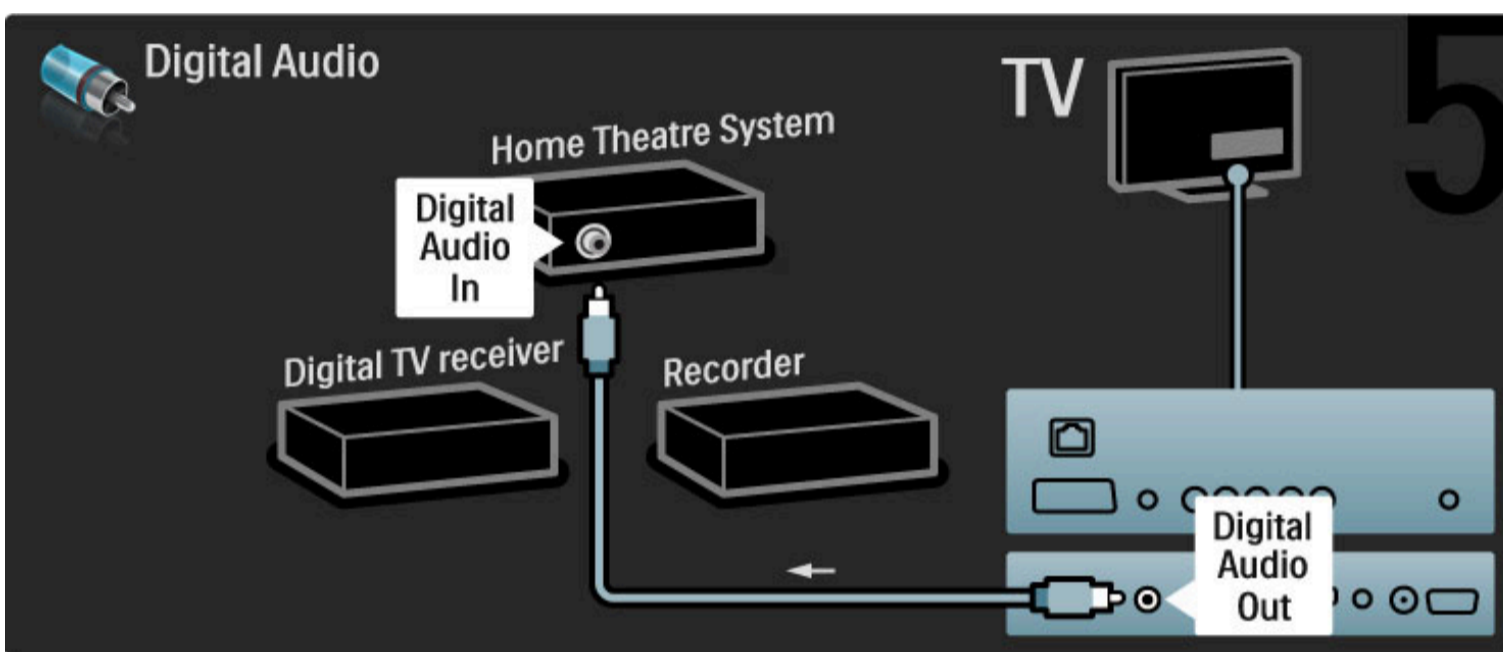 Digital Audio
TV
5
Home Theatre System
Digital
Audio
In
Digital TV receiver
Recorder
Digital
Audio
Out